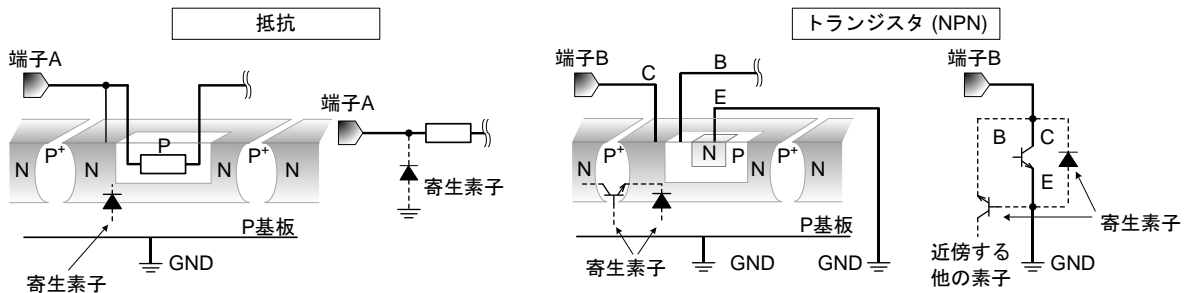 抵抗
端子A
N
P+
N
P
N
P+
N
P基板
寄生素子
GND
端子A
寄生素子
トランジスタ (NPN)
端子B
C
B
E
N
P+
N
N
P
N
P+
N
P基板
寄生素子
GND
GND
端子B
B
C
E
寄生素子
近傍する
他の素子
GND